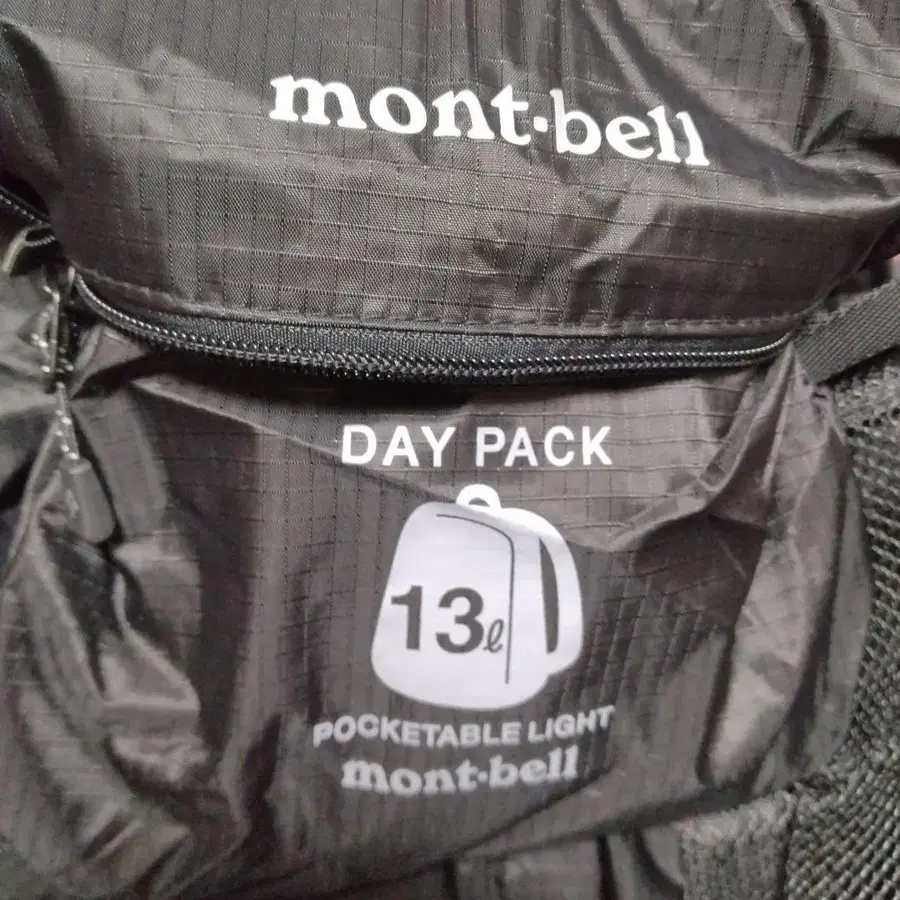 mont·bell
DAY PACK
13ℓ
POCKETABLE LIGHT
mont·bell